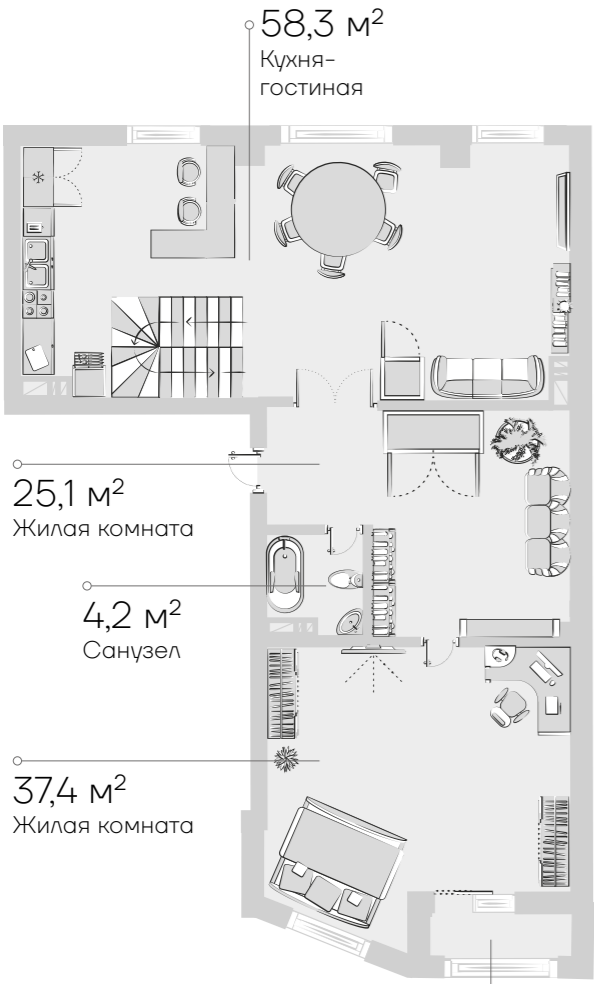 58,3 м²
Кухня-
гостиная
25,1 м²
Жилая комната
4,2 м²
Санузел
37,4 м²
Жилая комната